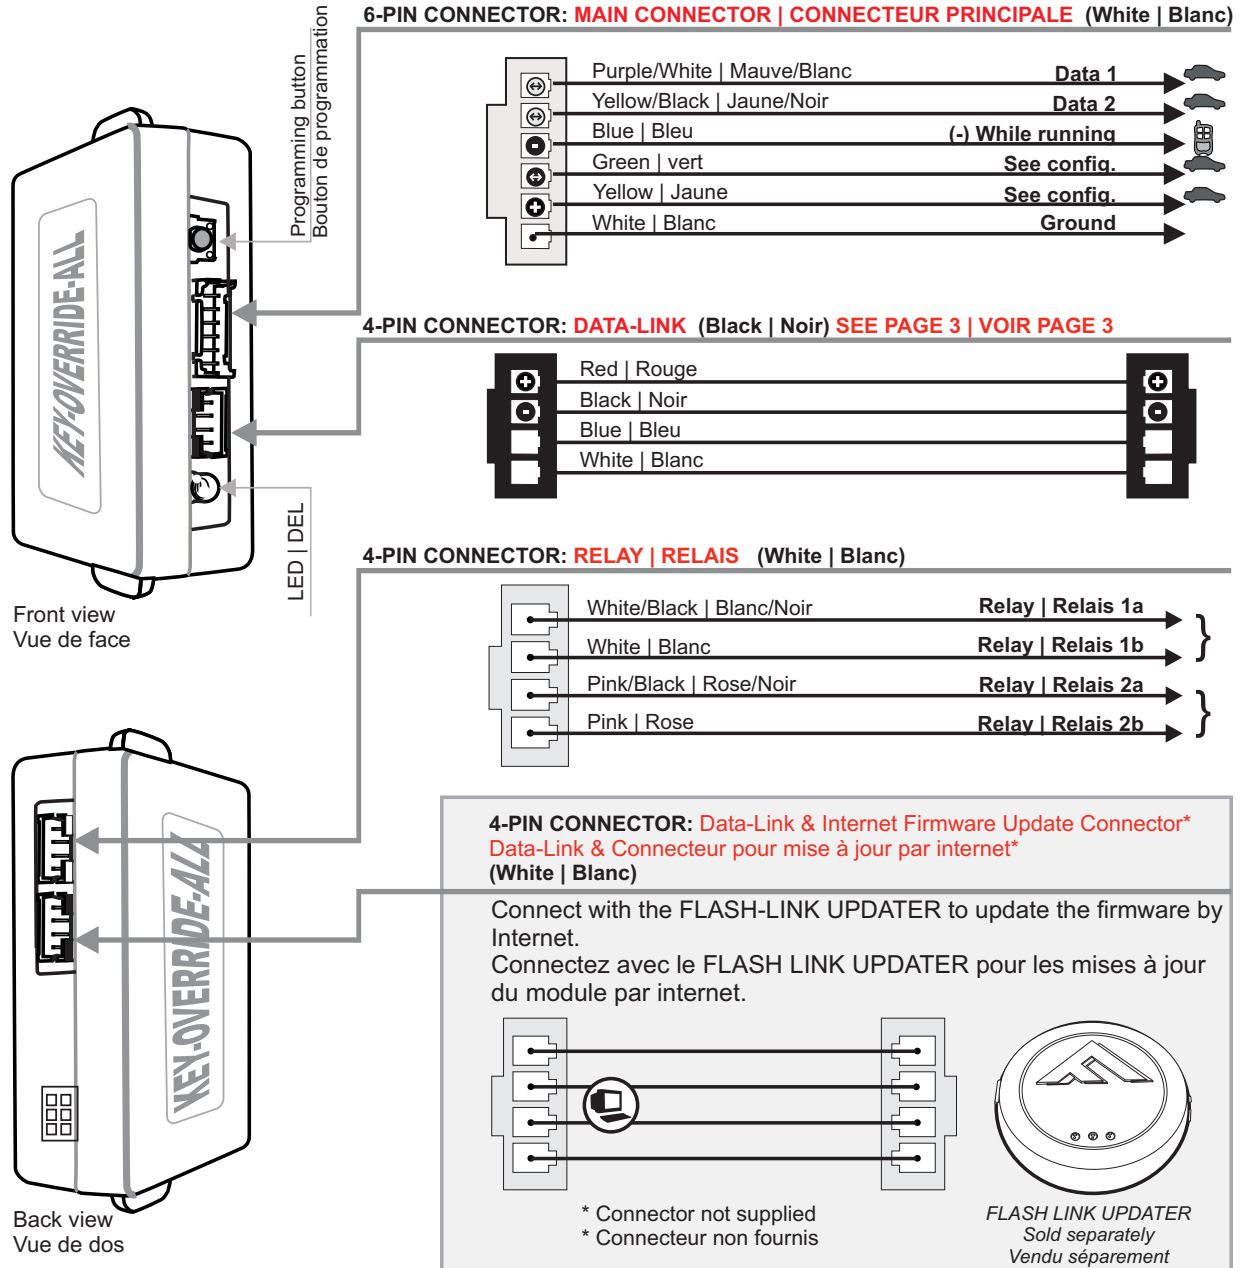 6-PIN CONNECTOR: MAIN CONNECTOR | CONNECTEUR PRINCIPALE (White | Blanc)
Programming button
Bouton de programmation
Purple/White | Mauve/Blanc Data 1
Yellow/Black | Jaune/Noir Data 2
Blue | Bleu (-) While running
Green | vert See config.
Yellow | Jaune See config.
White | Blanc Ground
KEY-OVERRIDE-ALL
4-PIN CONNECTOR: DATA-LINK (Black | Noir) SEE PAGE 3 | VOIR PAGE 3
Red | Rouge
Black | Noir
Blue | Bleu
White | Blanc
LED | DEL
Front view
Vue de face
4-PIN CONNECTOR: RELAY | RELAIS (White | Blanc)
White/Black | Blanc/Noir Relay | Relais 1a
White | Blanc Relay | Relais 1b
Pink/Black | Rose/Noir Relay | Relais 2a
Pink | Rose Relay | Relais 2b
KEY-OVERRIDE-ALL
Back view
Vue de dos
4-PIN CONNECTOR: Data-Link & Internet Firmware Update Connector*
Data-Link & Connecteur pour mise à jour par internet*
(White | Blanc)
Connect with the FLASH-LINK UPDATER to update the firmware by
Internet.
Connectez avec le FLASH LINK UPDATER pour les mises à jour
du module par internet.
* Connector not supplied
* Connecteur non fournis
FLASH LINK UPDATER
Sold separately
Vendu séparement